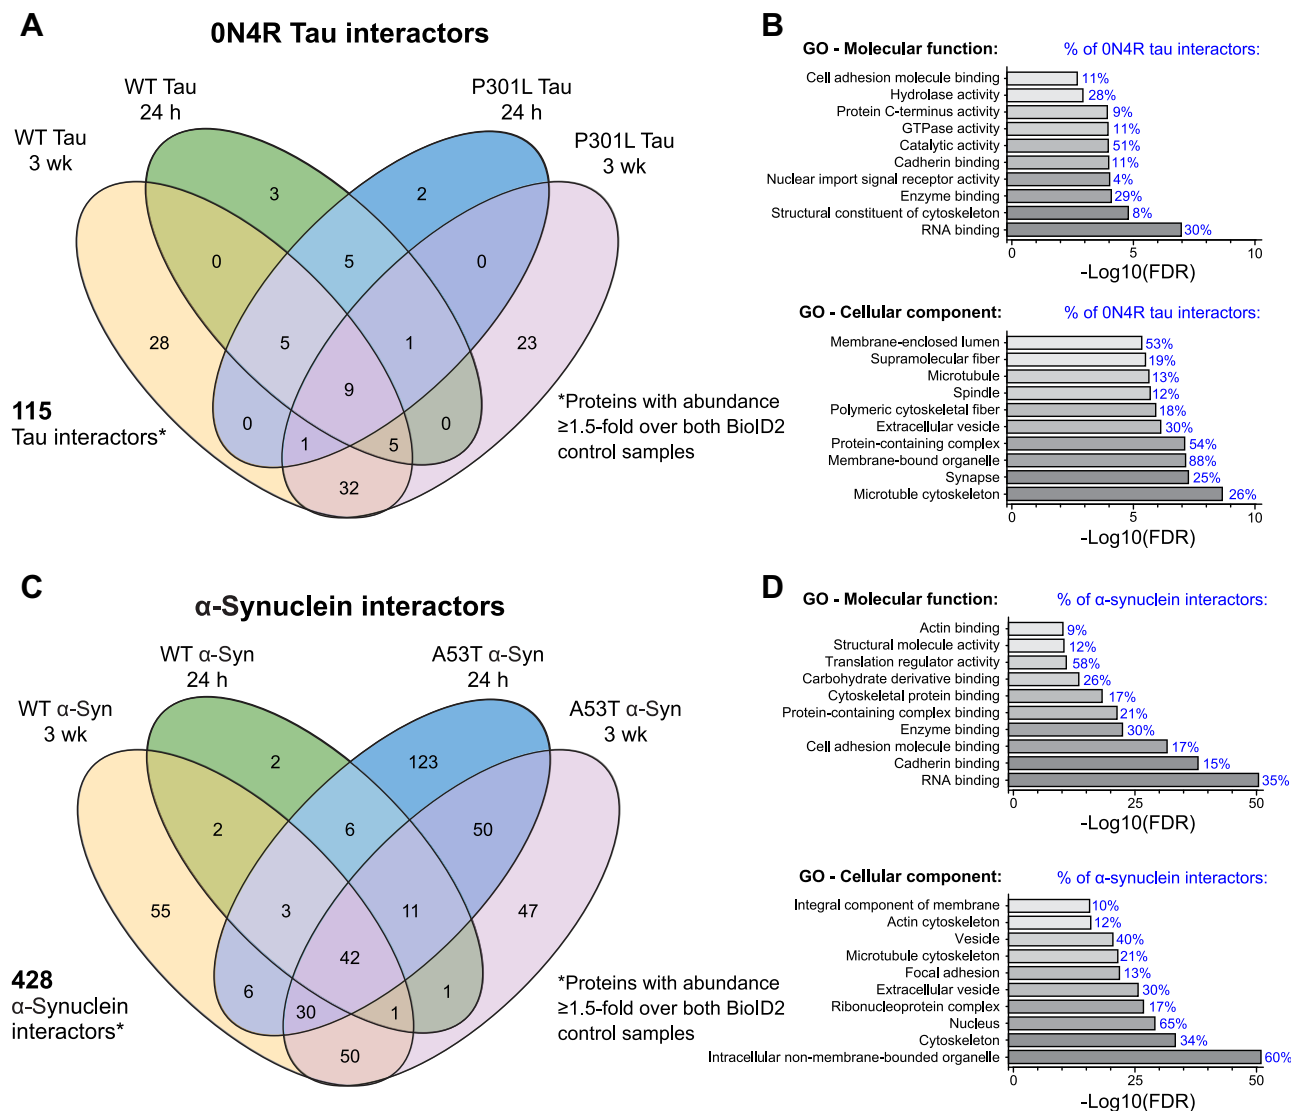 A
0N4R Tau interactors
WT Tau
24 h
P301L Tau
24 h
WT Tau
3 wk
P301L Tau
3 wk
3
2
0
5
0
28
5
1
23
9
0
1
5
0
32
115
Tau interactors*
*Proteins with abundance
≥1.5-fold over both BioID2
control samples
B
GO - Molecular function:
% of 0N4R tau interactors:
Cell adhesion molecule binding 11%
Hydrolase activity 28%
Protein C-terminus activity 9%
GTPase activity 11%
Catalytic activity 51%
Cadherin binding 11%
Nuclear import signal receptor activity 4%
Enzyme binding 29%
Structural constituent of cytoskeleton 8%
RNA binding 30%
0 5 10
-Log10(FDR)
GO - Cellular component:
% of 0N4R tau interactors:
Membrane-enclosed lumen 53%
Supramolecular fiber 19%
Microtubule 13%
Spindle 12%
Polymeric cytoskeletal fiber 18%
Extracellular vesicle 30%
Protein-containing complex 54%
Membrane-bound organelle 88%
Synapse 25%
Microtuble cytoskeleton 26%
0 5 10
-Log10(FDR)
C
α-Synuclein interactors
WT α-Syn
24 h
A53T α-Syn
24 h
WT α-Syn
3 wk
A53T α-Syn
3 wk
2
123
2
6
50
55
3
11
47
42
6
30
1
1
50
428
α-Synuclein
interactors*
*Proteins with abundance
≥1.5-fold over both BioID2
control samples
D
GO - Molecular function:
% of α-synuclein interactors:
Actin binding 9%
Structural molecule activity 12%
Translation regulator activity 58%
Carbohydrate derivative binding 26%
Cytoskeletal protein binding 17%
Protein-containing complex binding 21%
Enzyme binding 30%
Cell adhesion molecule binding 17%
Cadherin binding 15%
RNA binding 35%
0 25 50
-Log10(FDR)
GO - Cellular component:
% of α-synuclein interactors:
Integral component of membrane 10%
Actin cytoskeleton 12%
Vesicle 40%
Microtubule cytoskeleton 21%
Focal adhesion 13%
Extracellular vesicle 30%
Ribonucleoprotein complex 17%
Nucleus 65%
Cytoskeleton 34%
Intracellular non-membrane-bounded organelle 60%
0 25 50
-Log10(FDR)